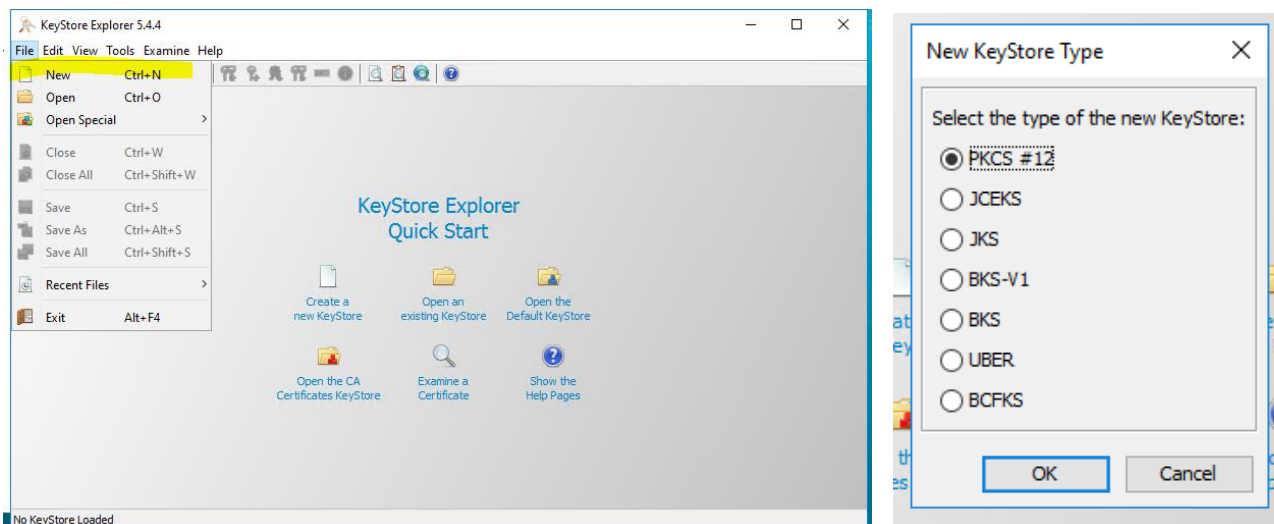 KeyStore Explorer 5.4.4
File Edit View Tools Examine Help
New Ctrl+N
Open Ctrl+O
Open Special
Close Ctrl+W
Close All Ctrl+Shift+W
Save Ctrl+S
Save As Ctrl+Alt+S
Save All Ctrl+Shift+S
Recent Files
Exit Alt+F4
KeyStore Explorer
Quick Start
Create a
new KeyStore
Open an
existing KeyStore
Open the
Default KeyStore
Open the CA
Certificates KeyStore
Examine a
Certificate
Show the
Help Pages
No KeyStore Loaded
New KeyStore Type
Select the type of the new KeyStore:
PKCS #12
JCEKS
JKS
BKS-V1
BKS
UBER
BCFKS
OK Cancel